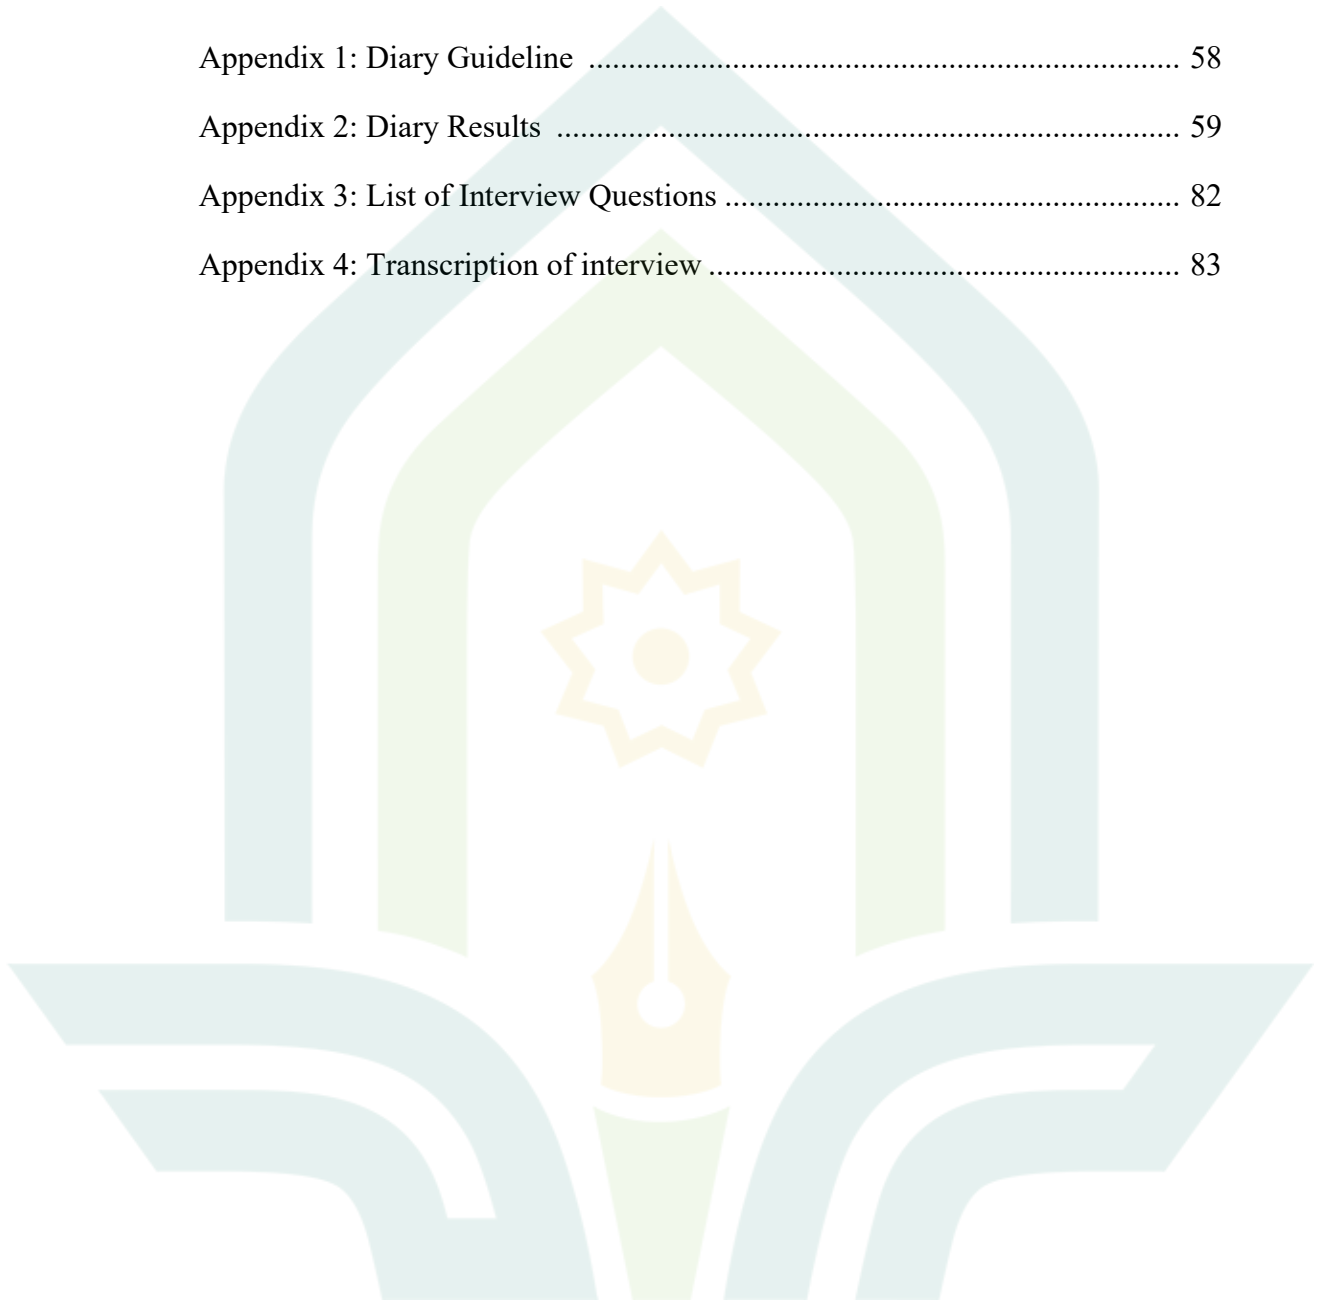 Appendix 1: Diary Guideline .......................................................................... 58
Appendix 2: Diary Results .............................................................................. 59
Appendix 3: List of Interview Questions ......................................................... 82
Appendix 4: Transcription of interview ........................................................... 83